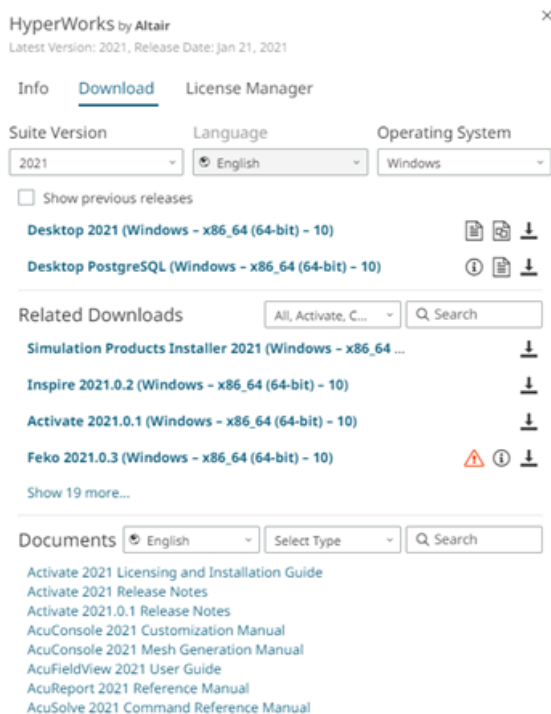 HyperWorks by Altair
Latest Version: 2021, Release Date: Jan 21, 2021
Info Download License Manager
Suite Version Language Operating System
2021 English Windows
Show previous releases
Desktop 2021 (Windows – x86_64 (64-bit) – 10)
Desktop PostgreSQL (Windows – x86_64 (64-bit) – 10)
Related Downloads All, Activate, C... Search
Simulation Products Installer 2021 (Windows – x86_64 ...
Inspire 2021.0.2 (Windows – x86_64 (64-bit) – 10)
Activate 2021.0.1 (Windows – x86_64 (64-bit) – 10)
Feko 2021.0.3 (Windows – x86_64 (64-bit) – 10)
Show 19 more...
Documents English Select Type Search
Activate 2021 Licensing and Installation Guide
Activate 2021 Release Notes
Activate 2021.0.1 Release Notes
AcuConsole 2021 Customization Manual
AcuConsole 2021 Mesh Generation Manual
AcuFieldView 2021 User Guide
AcuReport 2021 Reference Manual
AcuSolve 2021 Command Reference Manual